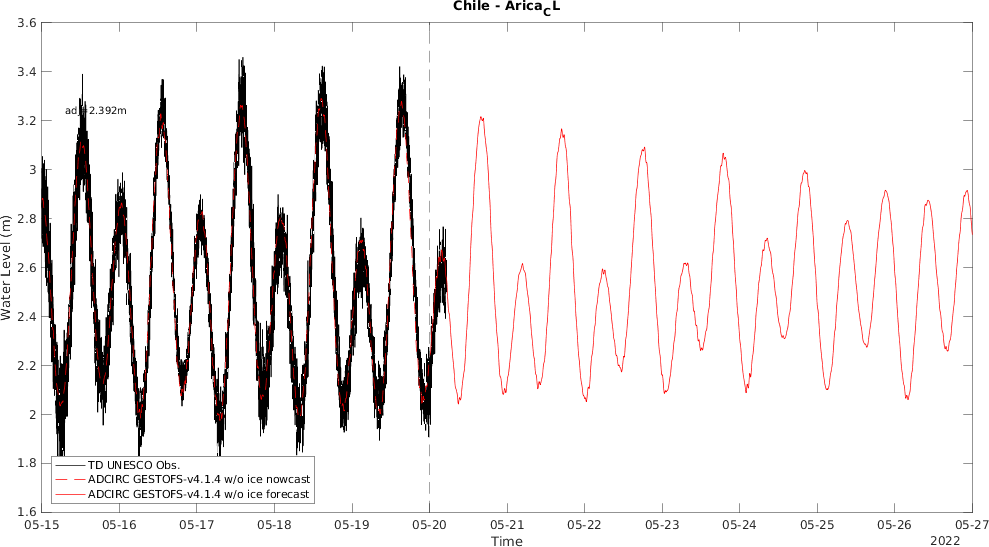 Chile - Arica_CL
3.6
3.4
3.2
3
2.8
2.6
2.4
2.2
2
1.8
1.6
Water Level (m)
2.392m
TD UNESCO Obs.
ADCIRC GESTOFS-v4.1.4 w/o ice nowcast
ADCIRC GESTOFS-v4.1.4 w/o ice forecast
05-15 05-16 05-17 05-18 05-19 05-20 05-21 05-22 05-23 05-24 05-25 05-26 05-27
Time
2022